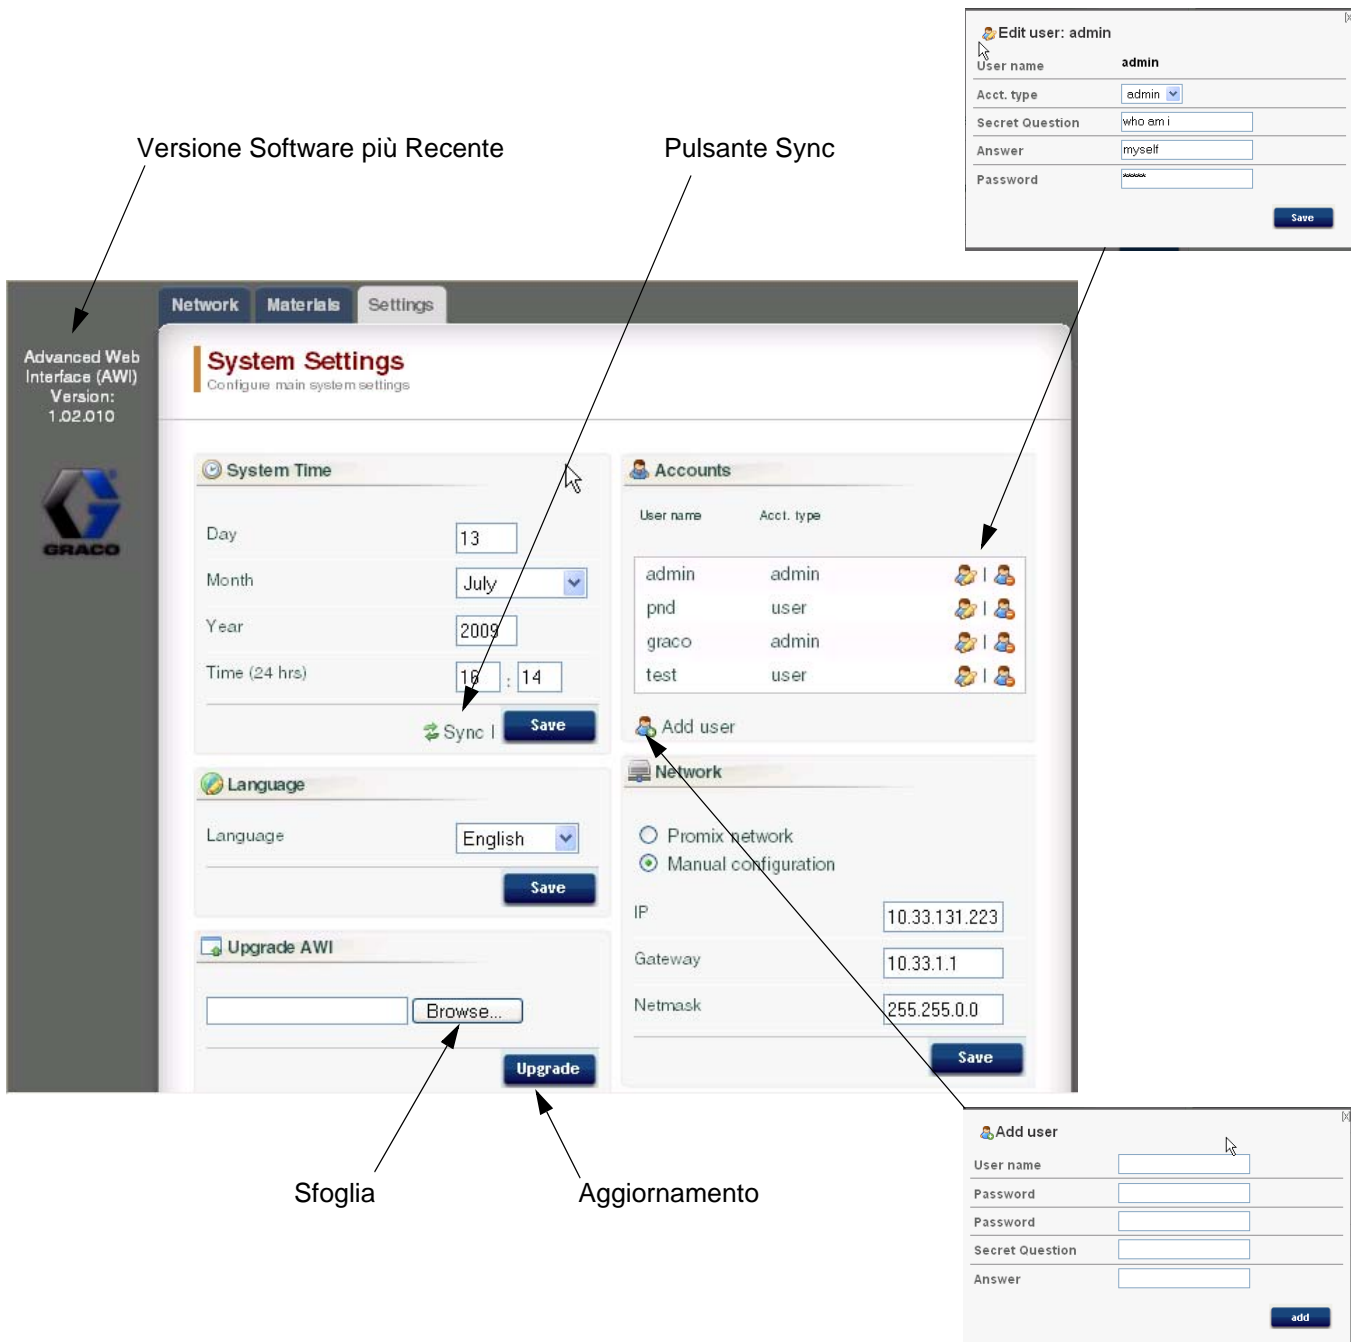 Edit user: admin
User name admin
Acct. type admin
Secret Question who am i
Answer myself
Password *****
Save
Versione Software più Recente
Pulsante Sync
Network Materials Settings
Advanced Web
Interface (AWI)
Version:
1.02.010
GRACO
System Settings
Configure main system settings
System Time
Day 13
Month July
Year 2009
Time (24 hrs) 16 : 14
Sync | Save
Accounts
User name Acct. type
admin admin |
pnd user |
graco admin |
test user |
Add user
Language
Language English
Save
Network
Promix network
Manual configuration
IP 10.33.131.223
Gateway 10.33.1.1
Netmask 255.255.0.0
Save
Upgrade AWI
Browse...
Upgrade
Sfoglia
Aggiornamento
[x]
Add user
User name
Password
Password
Secret Question
Answer
add